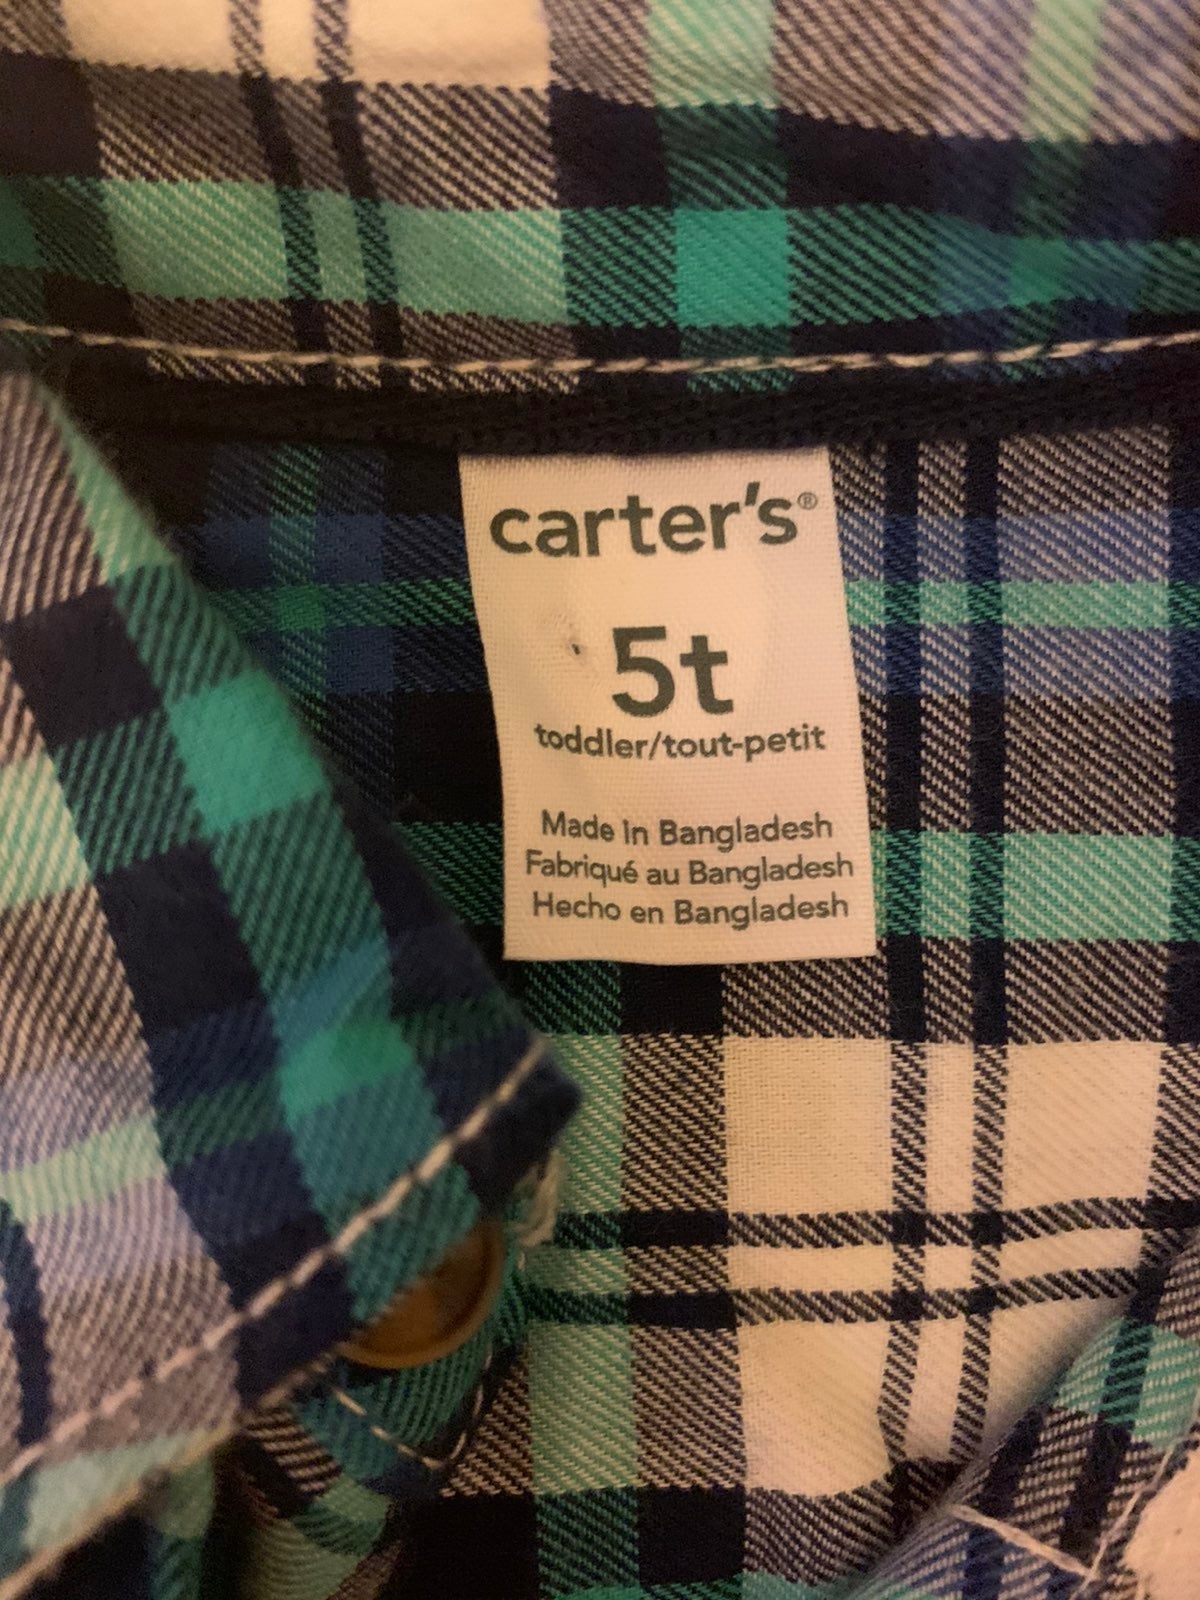 carter's®
5t
toddler/tout-petit
Made in Bangladesh
Fabriqué au Bangladesh
Hecho en Bangladesh